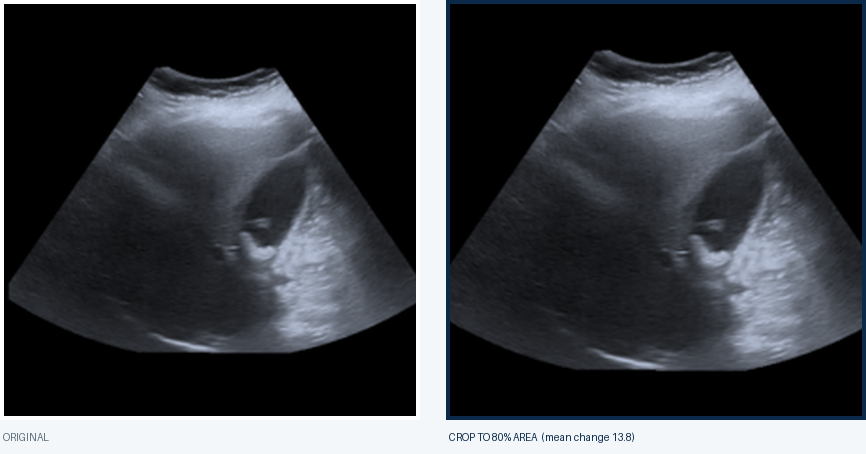 ORIGINAL
CROP TO 80% AREA (mean change 13.8)